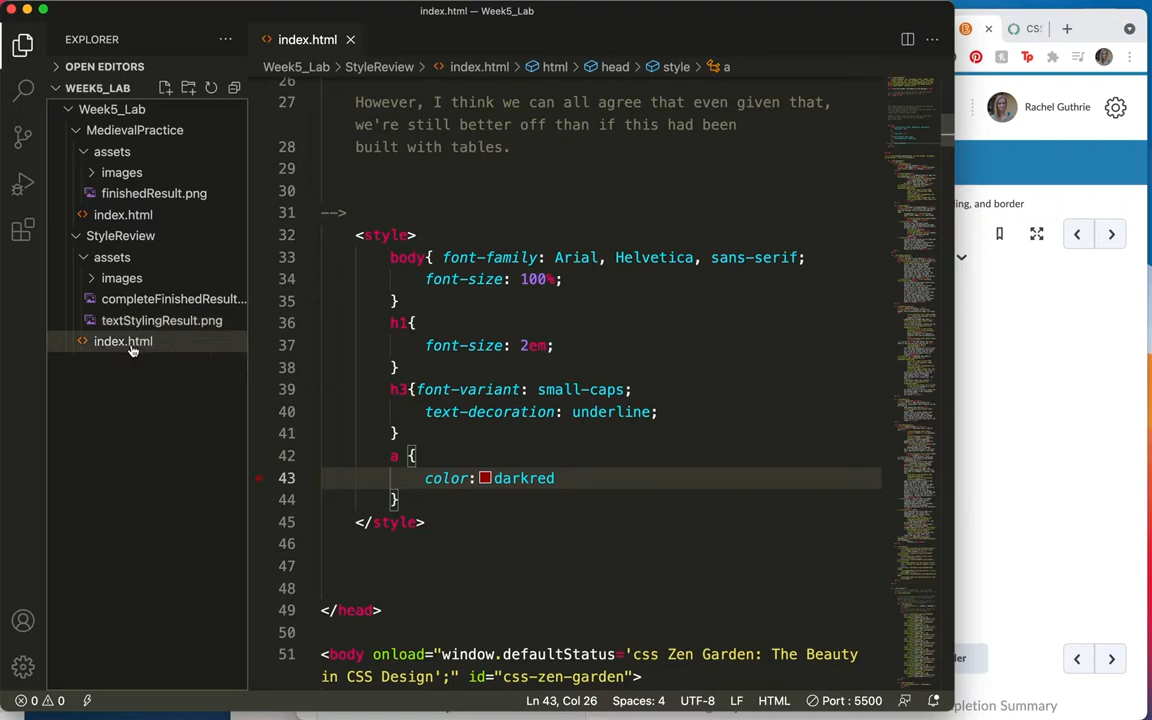 index.html — Week5_Lab
EXPLORER
OPEN EDITORS
WEEK5_LAB
Week5_Lab
MedievalPractice
assets
images
finishedResult.png
index.html
StyleReview
assets
images
completeFinishedResult...
textStylingResult.png
index.html
index.html
Week5_Lab > StyleReview > index.html > html > head > style > a
26
27 However, I think we can all agree that even given that,
we're still better off than if this had been
28 built with tables.
29
30
31 -->
32 <style>
33 body{ font-family: Arial, Helvetica, sans-serif;
34 font-size: 100%;
35 }
36 h1{
37 font-size: 2em;
38 }
39 h3{font-variant: small-caps;
40 text-decoration: underline;
41 }
42 a {
43 color: darkred
44 }
45 </style>
46
47
48
49 </head>
50
51 <body onload="window.defaultStatus='css Zen Garden: The Beauty
in CSS Design';" id="css-zen-garden">
0 0 Ln 43, Col 26 Spaces: 4 UTF-8 LF HTML Port : 5500
CSS
Rachel Guthrie
ing, and border
der
mpletion Summary